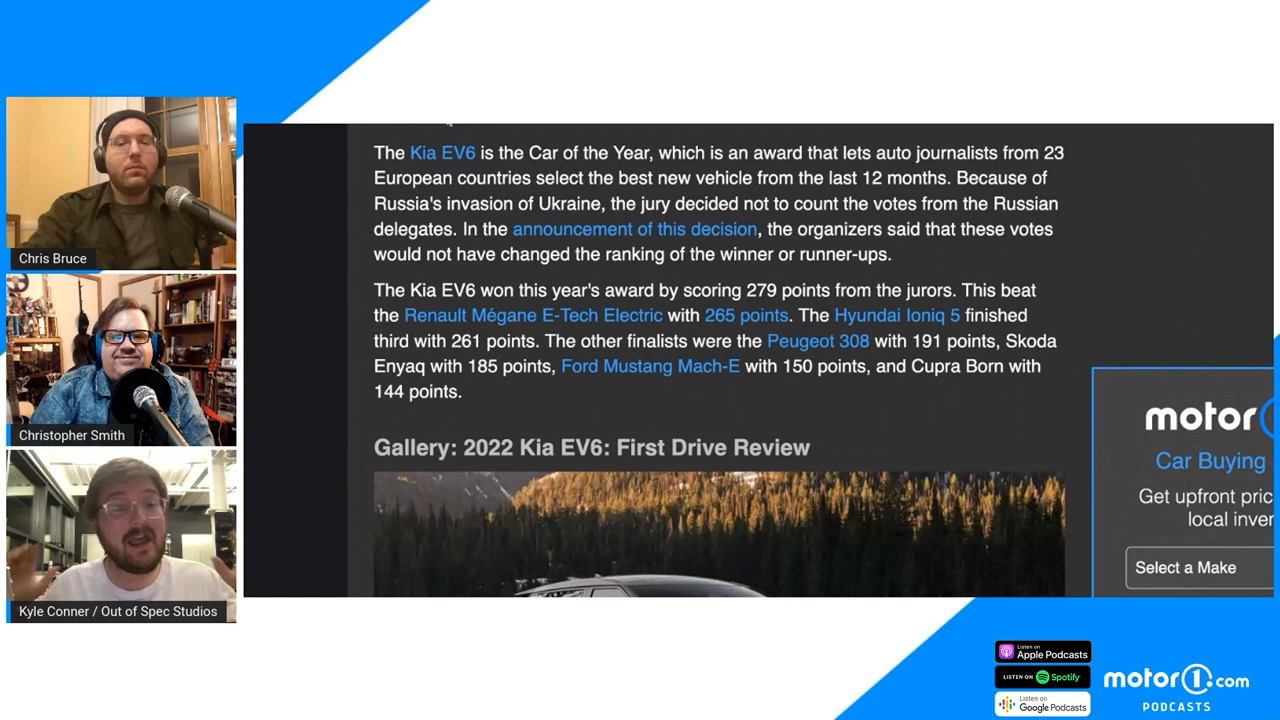 Chris Bruce
Christopher Smith
Kyle Conner / Out of Spec Studios
The Kia EV6 is the Car of the Year, which is an award that lets auto journalists from 23
European countries select the best new vehicle from the last 12 months. Because of
Russia's invasion of Ukraine, the jury decided not to count the votes from the Russian
delegates. In the announcement of this decision, the organizers said that these votes
would not have changed the ranking of the winner or runner-ups.
The Kia EV6 won this year's award by scoring 279 points from the jurors. This beat
the Renault Mégane E-Tech Electric with 265 points. The Hyundai Ioniq 5 finished
third with 261 points. The other finalists were the Peugeot 308 with 191 points, Skoda
Enyaq with 185 points, Ford Mustang Mach-E with 150 points, and Cupra Born with
144 points.
Gallery: 2022 Kia EV6: First Drive Review
motor
Car Buying
Get upfront pric
local inver
Select a Make
Listen on
Apple Podcasts
LISTEN ON Spotify
Listen on
Google Podcasts
motor1.com
PODCASTS